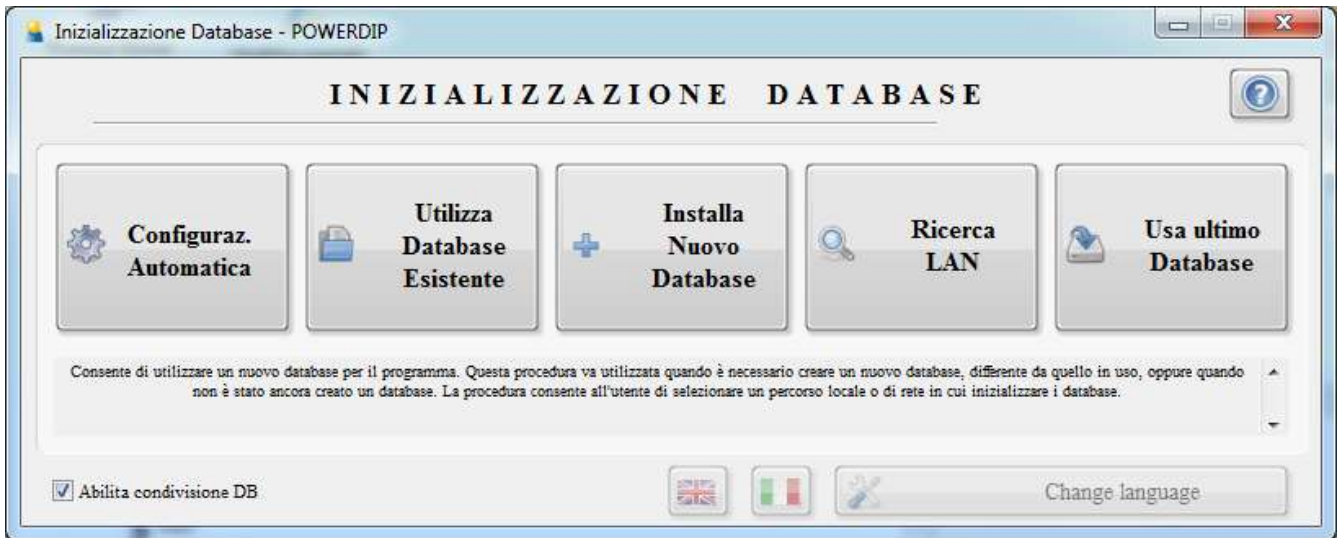 Inizializzazione Database - POWERDIP
INIZIALIZZAZIONE DATABASE
Configuraz.
Automatica
Utilizza
Database
Esistente
Installa
Nuovo
Database
Ricerca
LAN
Usa ultimo
Database
Consente di utilizzare un nuovo database per il programma. Questa procedura va utilizzata quando è necessario creare un nuovo database, differente da quello in uso, oppure quando
non è stato ancora creato un database. La procedura consente all'utente di selezionare un percorso locale o di rete in cui inizializzare i database.
Abilita condivisione DB
Change language